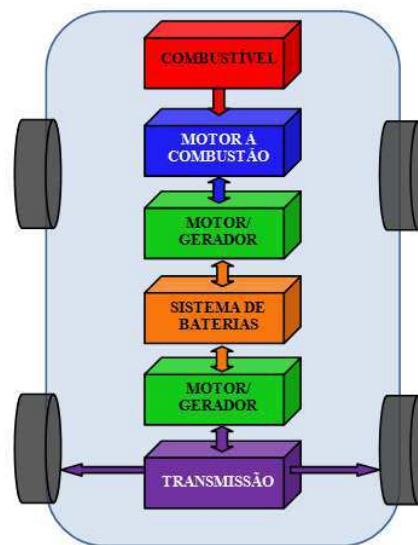 COMBUSTÍVEL
MOTOR Á
COMBUSTÃO
MOTOR/
GERADOR
SISTEMA DE
BATERIAS
MOTOR/
GERADOR
TRANSMISSÃO